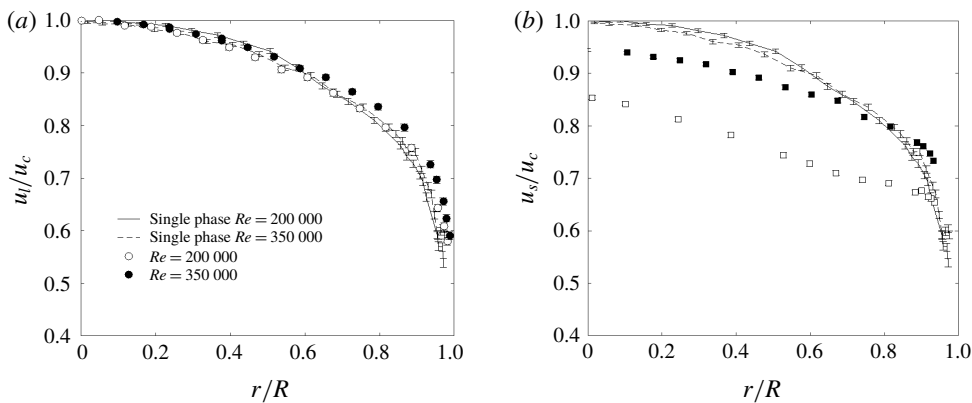 (a)
1.0
0.9
0.8
0.7
0.6
0.5
0.4
u_l/u_c
Single phase Re = 200 000
Single phase Re = 350 000
Re = 200 000
Re = 350 000
0 0.2 0.4 0.6 0.8 1.0
r/R
(b)
1.0
0.9
0.8
0.7
0.6
0.5
0.4
u_s/u_c
0 0.2 0.4 0.6 0.8 1.0
r/R